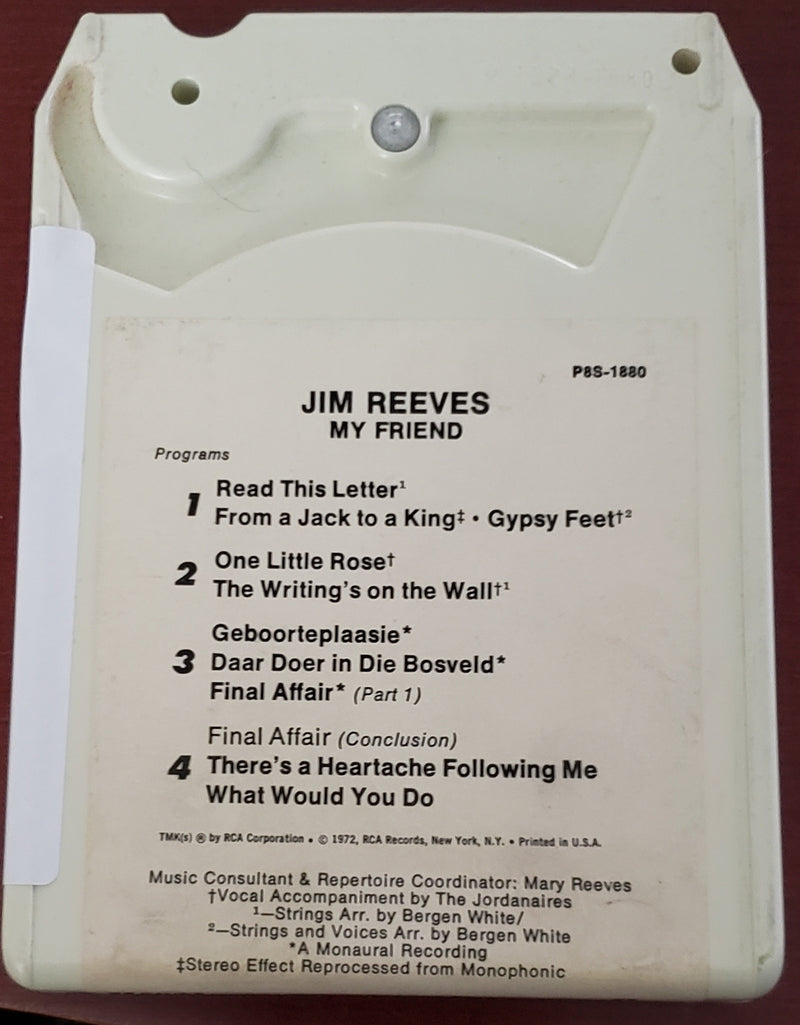 P8S-1880
JIM REEVES
MY FRIEND
Programs
1 Read This Letter¹
From a Jack to a King‡ • Gypsy Feet†²
2 One Little Rose†
The Writing's on the Wall†¹
Geboorteplaasie*
3 Daar Doer in Die Bosveld*
Final Affair* (Part 1)
Final Affair (Conclusion)
4 There's a Heartache Following Me
What Would You Do
TMK(s) ® by RCA Corporation • © 1972, RCA Records, New York, N.Y. • Printed in U.S.A.
Music Consultant & Repertoire Coordinator: Mary Reeves
†Vocal Accompaniment by The Jordanaires
¹—Strings Arr. by Bergen White/
²—Strings and Voices Arr. by Bergen White
*A Monaural Recording
‡Stereo Effect Reprocessed from Monophonic